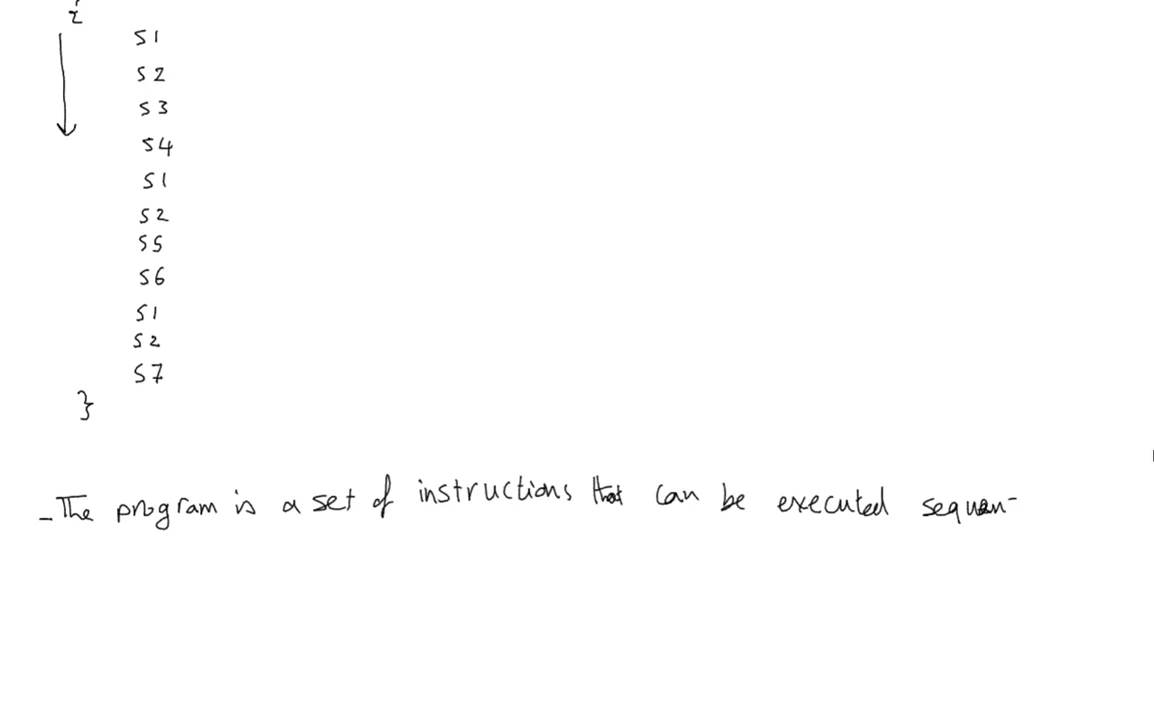 {
S1
S2
S3
S4
S1
S2
S5
S6
S1
S2
S7
}
- The program is a set of instructions that can be executed sequen-